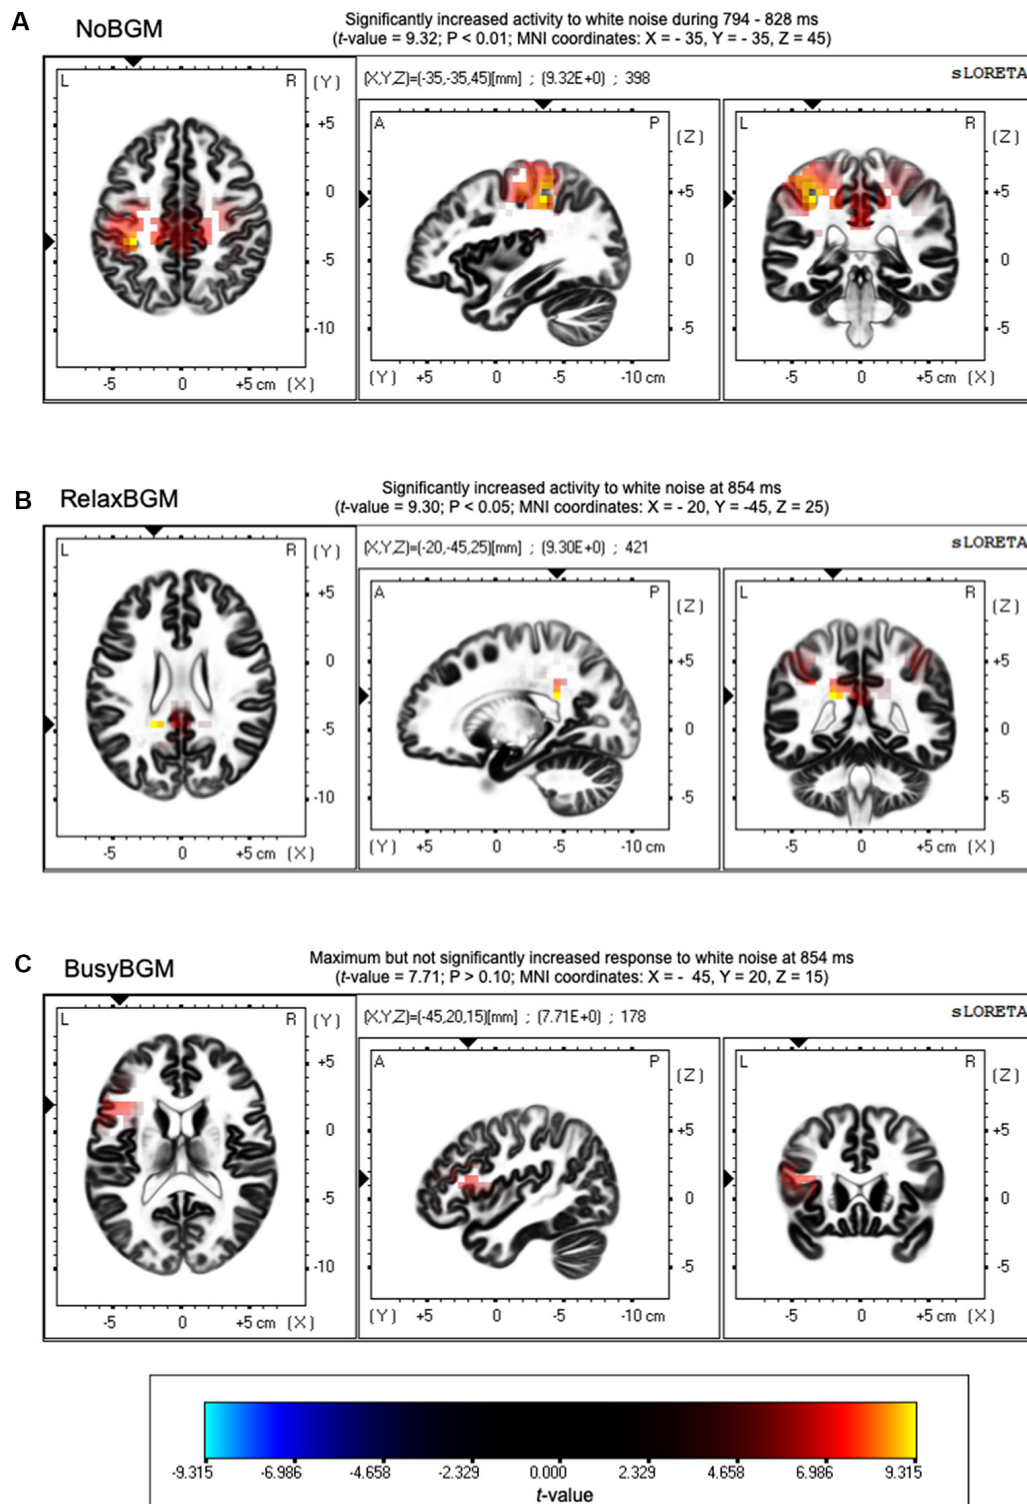 A
NoBGM
Significantly increased activity to white noise during 794 - 828 ms
(t-value = 9.32; P < 0.01; MNI coordinates: X = - 35, Y = - 35, Z = 45)
L R (Y)
(X,Y,Z)=(-35,-35,45)[mm] ; (9.32E+0) ; 398
sLORETA
A P (Z)
L R (Z)
+5
0
-5
-10
-5 0 +5 cm (X)
+5
0
-5
(Y) +5 0 -5 -10 cm
+5
0
-5
-5 0 +5 cm (X)
B
RelaxBGM
Significantly increased activity to white noise at 854 ms
(t-value = 9.30; P < 0.05; MNI coordinates: X = - 20, Y = -45, Z = 25)
L R (Y)
(X,Y,Z)=(-20,-45,25)[mm] ; (9.30E+0) ; 421
sLORETA
A P (Z)
L R (Z)
+5
0
-5
-10
-5 0 +5 cm (X)
+5
0
-5
(Y) +5 0 -5 -10 cm
+5
0
-5
-5 0 +5 cm (X)
C
BusyBGM
Maximum but not significantly increased response to white noise at 854 ms
(t-value = 7.71; P > 0.10; MNI coordinates: X = - 45, Y = 20, Z = 15)
L R (Y)
(X,Y,Z)=(-45,20,15)[mm] ; (7.71E+0) ; 178
sLORETA
A P (Z)
L R (Z)
+5
0
-5
-10
-5 0 +5 cm (X)
+5
0
-5
(Y) +5 0 -5 -10 cm
+5
0
-5
-5 0 +5 cm (X)
-9.315 -6.986 -4.658 -2.329 0.000 2.329 4.658 6.986 9.315
t-value